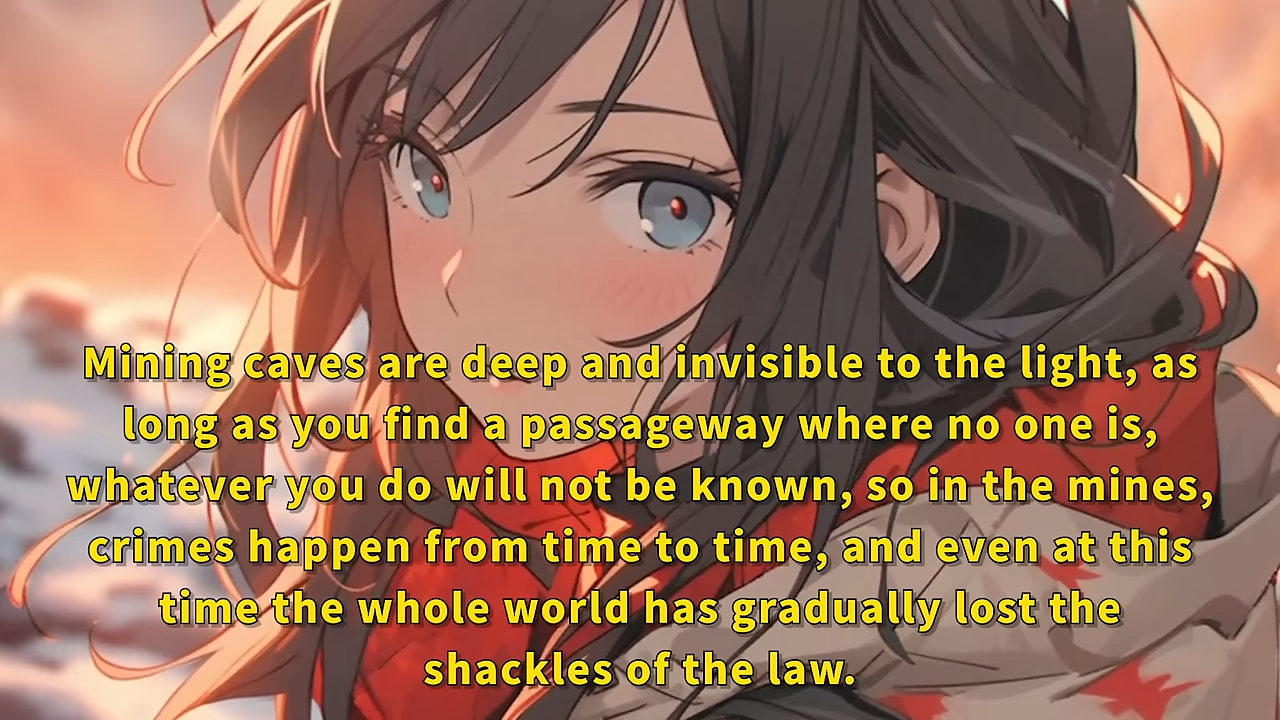 Mining caves are deep and invisible to the light, as
long as you find a passageway where no one is,
whatever you do will not be known, so in the mines,
crimes happen from time to time, and even at this
time the whole world has gradually lost the
shackles of the law.